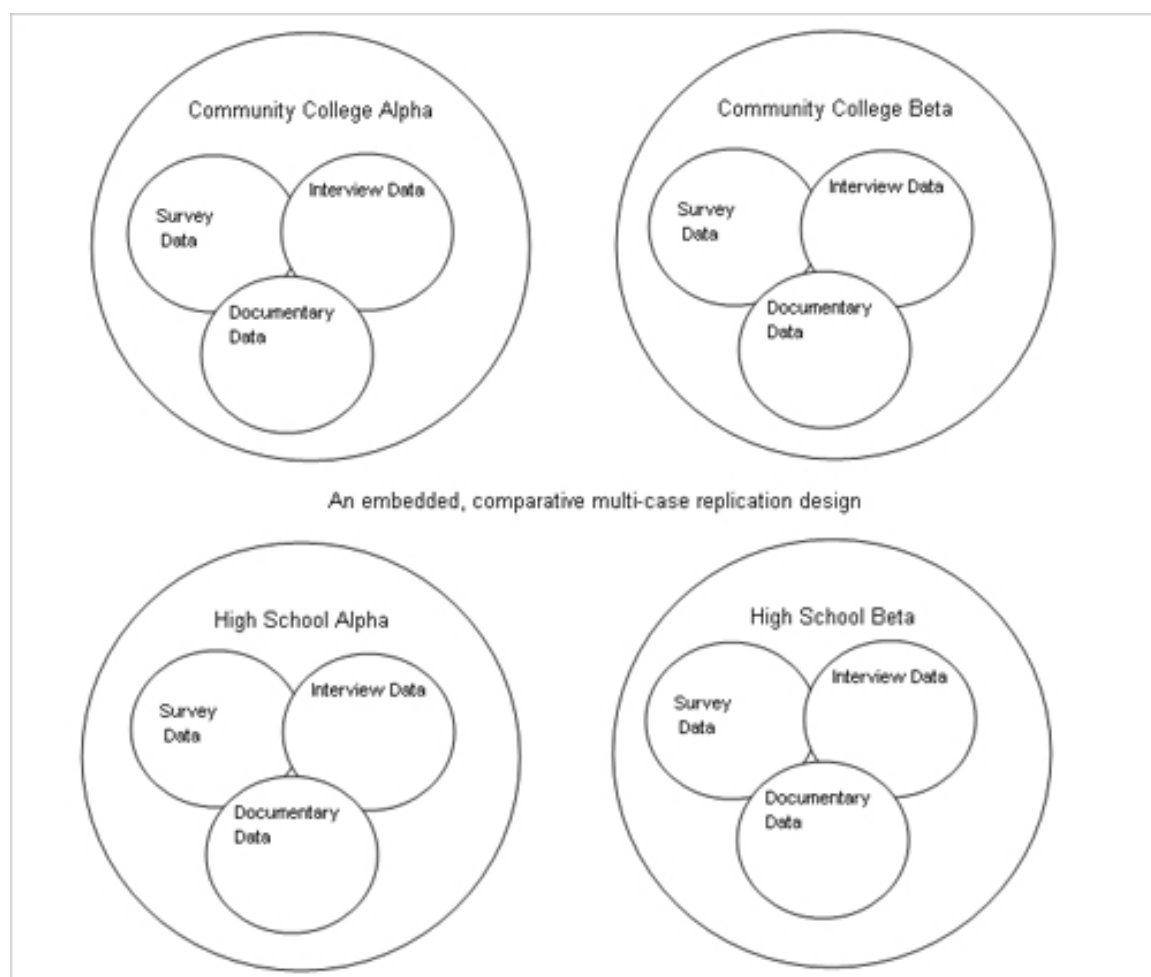 Community College Alpha
Survey
Data
Interview Data
Documentary
Data
Community College Beta
Survey
Data
Interview Data
Documentary
Data
An embedded, comparative multi-case replication design
High School Alpha
Survey
Data
Interview Data
Documentary
Data
High School Beta
Survey
Data
Interview Data
Documentary
Data